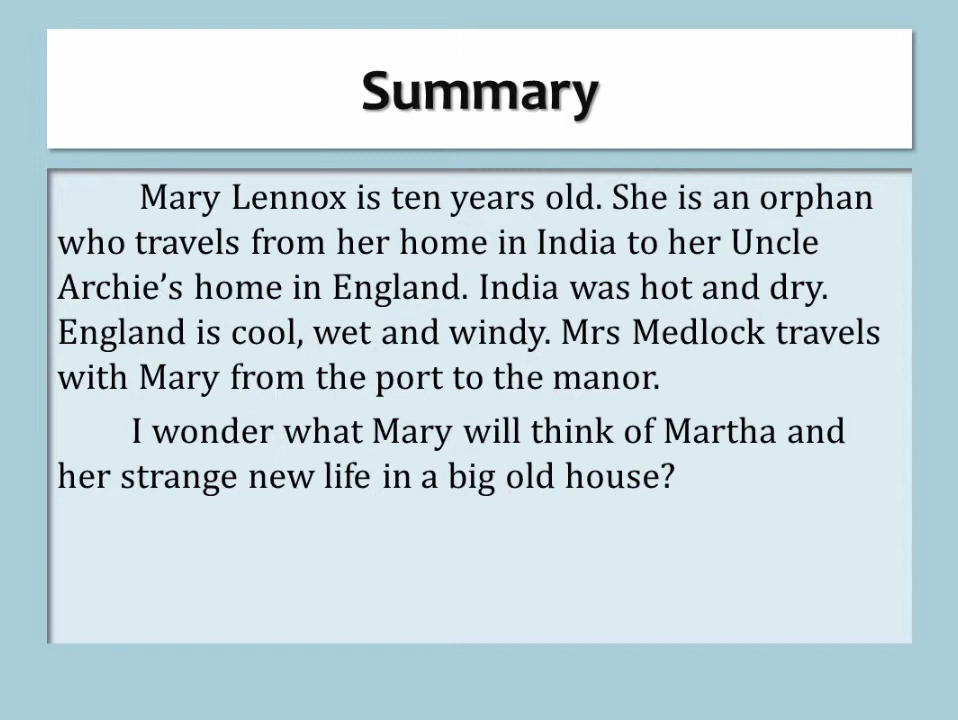 Summary
Mary Lennox is ten years old. She is an orphan
who travels from her home in India to her Uncle
Archie’s home in England. India was hot and dry.
England is cool, wet and windy. Mrs Medlock travels
with Mary from the port to the manor.
I wonder what Mary will think of Martha and
her strange new life in a big old house?